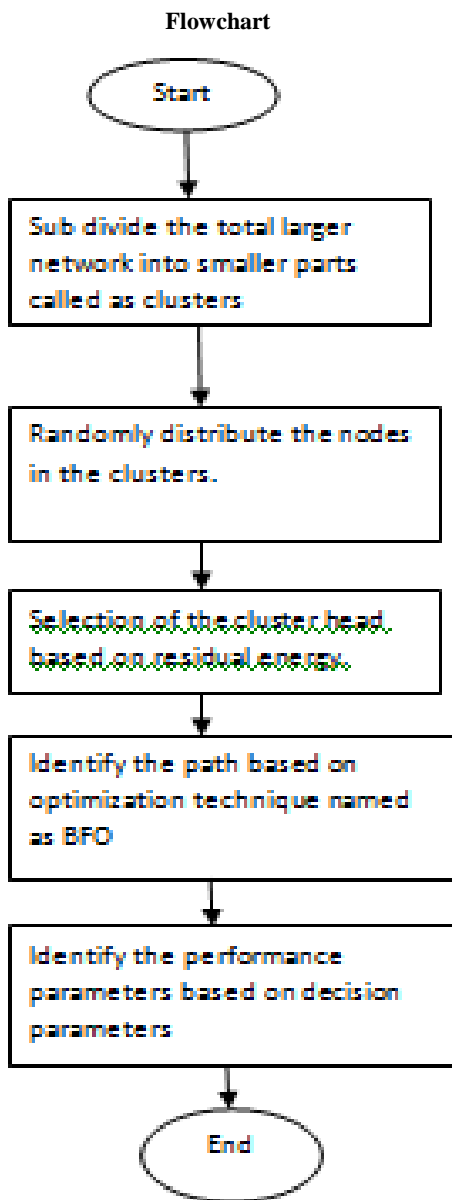 Flowchart
Start
Sub divide the total larger
network into smaller parts
called as clusters
Randomly distribute the nodes
in the clusters.
Selection of the cluster head
based on residual energy.
Identify the path based on
optimization technique named
as BFO
Identify the performance
parameters based on decision
parameters
End